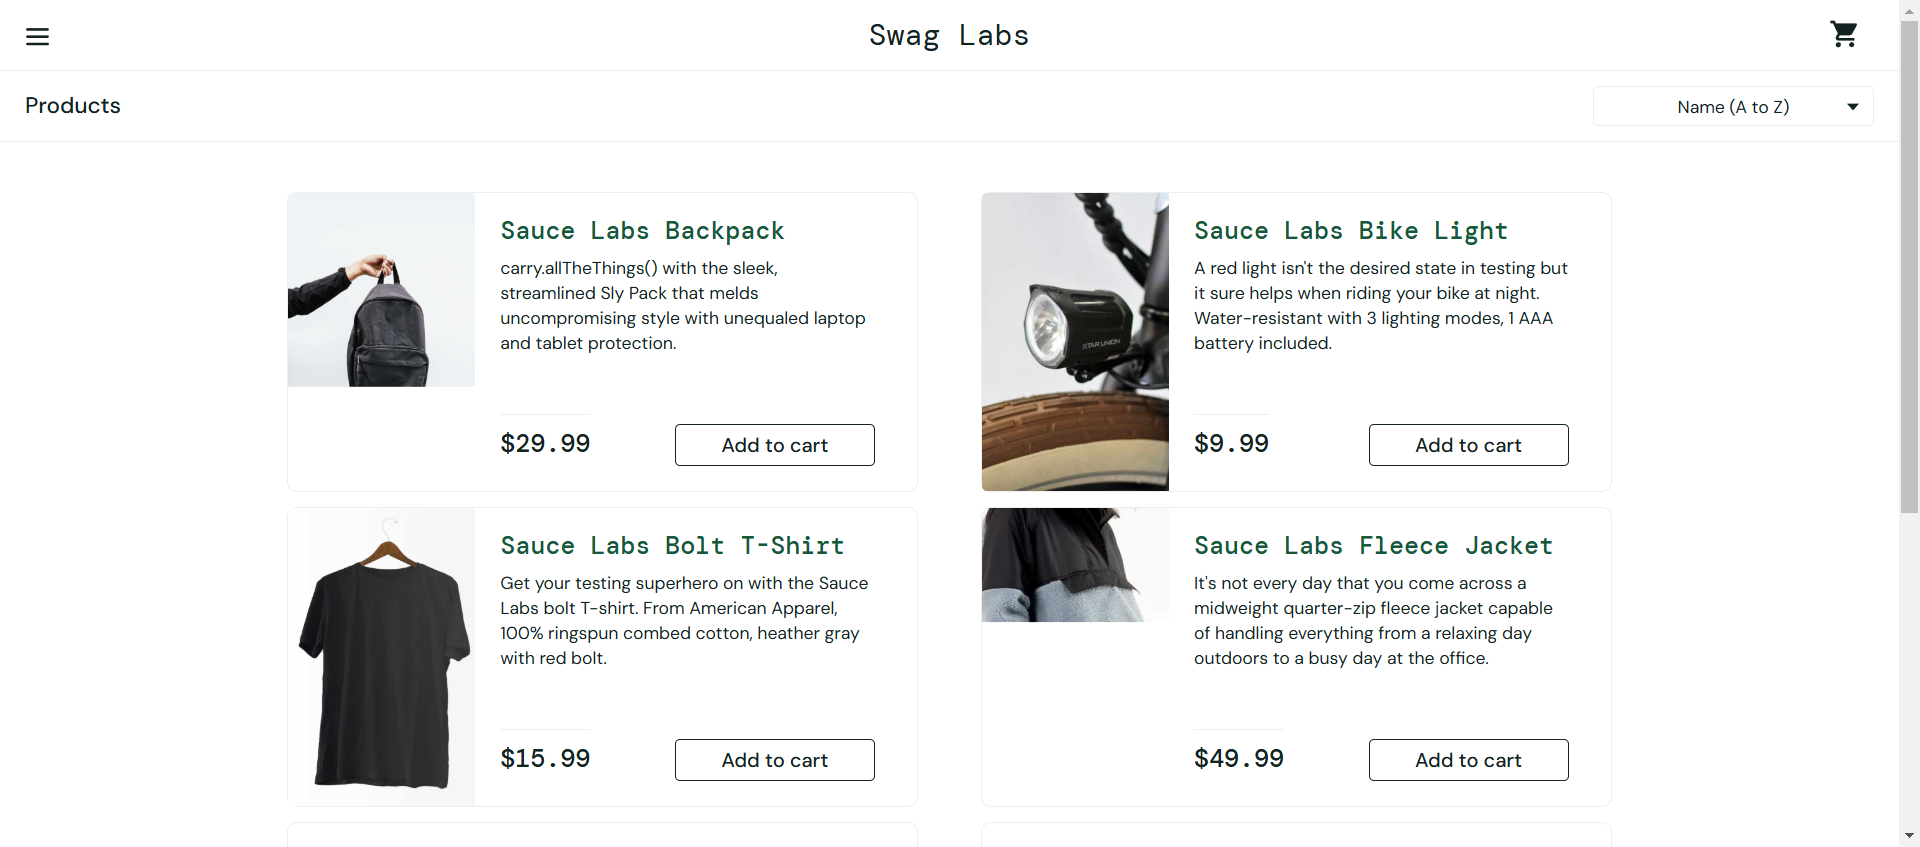 Swag Labs
Products
Name (A to Z)
Sauce Labs Backpack
carry.allTheThings() with the sleek,
streamlined Sly Pack that melds
uncompromising style with unequaled laptop
and tablet protection.
$29.99
Add to cart
Sauce Labs Bike Light
A red light isn't the desired state in testing but
it sure helps when riding your bike at night.
Water-resistant with 3 lighting modes, 1 AAA
battery included.
STAR UNION
$9.99
Add to cart
Sauce Labs Bolt T-Shirt
Get your testing superhero on with the Sauce
Labs bolt T-shirt. From American Apparel,
100% ringspun combed cotton, heather gray
with red bolt.
$15.99
Add to cart
Sauce Labs Fleece Jacket
It's not every day that you come across a
midweight quarter-zip fleece jacket capable
of handling everything from a relaxing day
outdoors to a busy day at the office.
$49.99
Add to cart